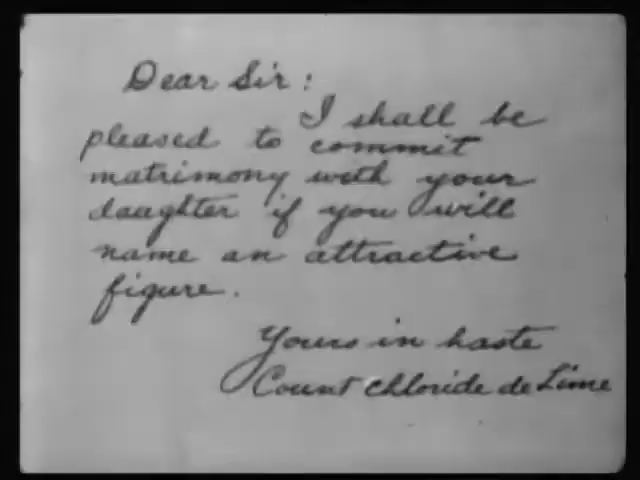 Dear Sir:
I shall be
pleased to commit
matrimony with your
daughter if you will
name an attractive
figure.
Yours in haste
Count Chloride de Lime